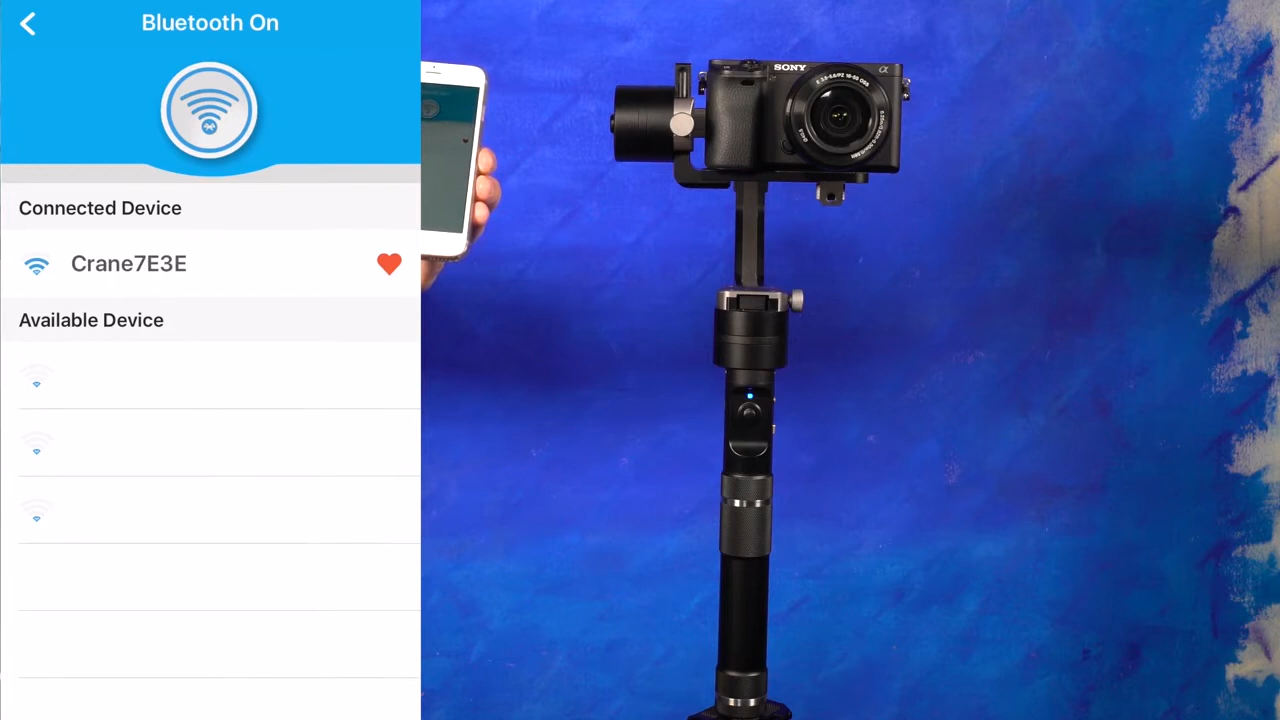 Bluetooth On
Connected Device
Crane7E3E
Available Device
SONY
α